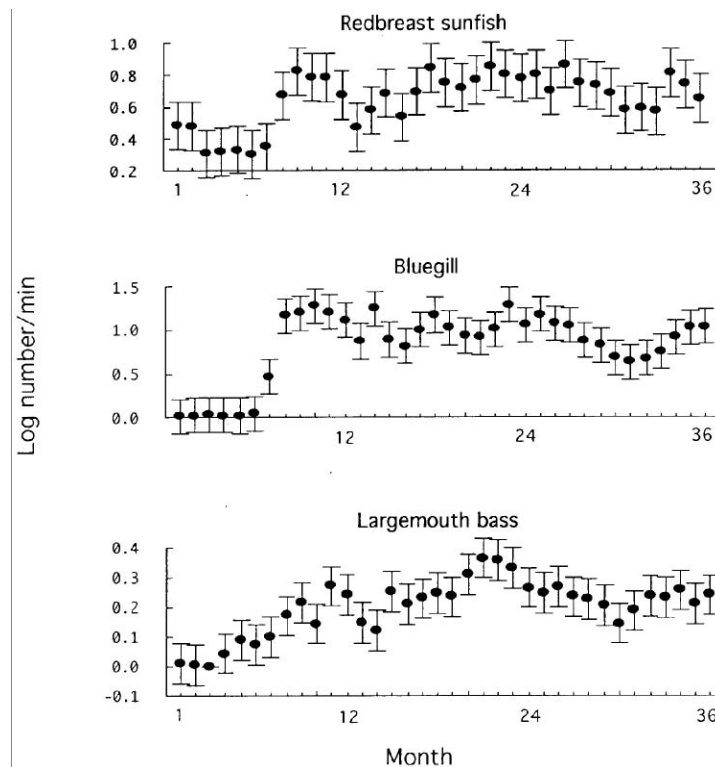 Redbreast sunfish
1.0
0.8
0.6
0.4
0.2
1 12 24 36
Bluegill
1.5
1.0
0.5
0.0
12 24 36
Largemouth bass
0.4
0.3
0.2
0.1
0.0
-0.1
1 12 24 36
Log number/min
Month